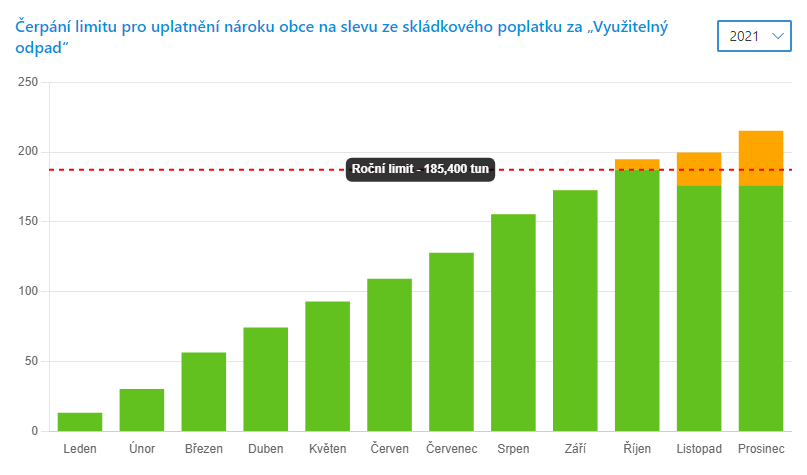 Čerpání limitu pro uplatnění nároku obce na slevu ze skládkového poplatku za „Využitelný
odpad“
2021
250
200
Roční limit - 185,400 tun
150
100
50
0
Leden Únor Březen Duben Květen Červen Červenec Srpen Září Říjen Listopad Prosinec